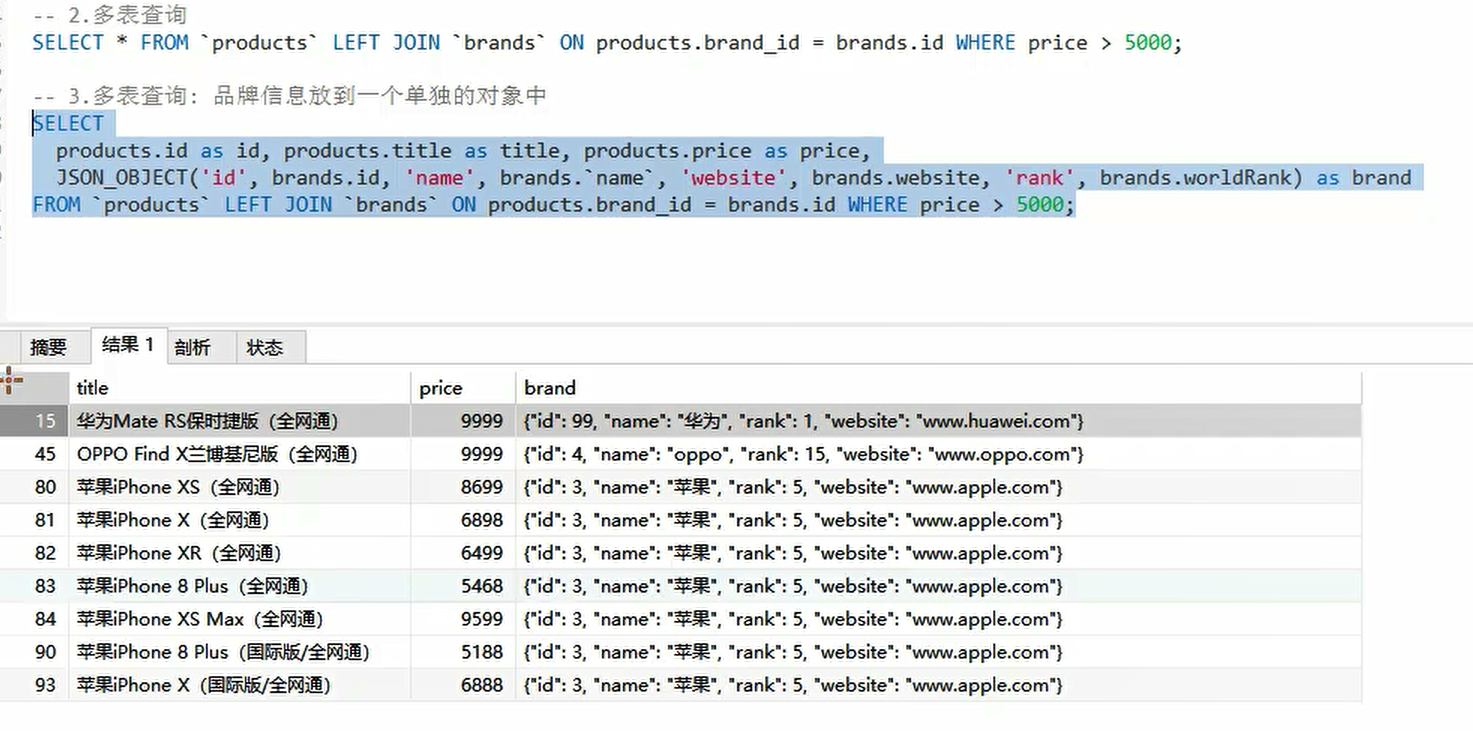 -- 2.多表查询
SELECT * FROM `products` LEFT JOIN `brands` ON products.brand_id = brands.id WHERE price > 5000;
-- 3.多表查询: 品牌信息放到一个单独的对象中
SELECT
products.id as id, products.title as title, products.price as price,
JSON_OBJECT('id', brands.id, 'name', brands.`name`, 'website', brands.website, 'rank', brands.worldRank) as brand
FROM `products` LEFT JOIN `brands` ON products.brand_id = brands.id WHERE price > 5000;
摘要 结果 1 剖析 状态
title price brand
15 华为Mate RS保时捷版（全网通） 9999 {"id": 99, "name": "华为", "rank": 1, "website": "www.huawei.com"}
45 OPPO Find X兰博基尼版（全网通） 9999 {"id": 4, "name": "oppo", "rank": 15, "website": "www.oppo.com"}
80 苹果iPhone XS（全网通） 8699 {"id": 3, "name": "苹果", "rank": 5, "website": "www.apple.com"}
81 苹果iPhone X（全网通） 6898 {"id": 3, "name": "苹果", "rank": 5, "website": "www.apple.com"}
82 苹果iPhone XR（全网通） 6499 {"id": 3, "name": "苹果", "rank": 5, "website": "www.apple.com"}
83 苹果iPhone 8 Plus（全网通） 5468 {"id": 3, "name": "苹果", "rank": 5, "website": "www.apple.com"}
84 苹果iPhone XS Max（全网通） 9599 {"id": 3, "name": "苹果", "rank": 5, "website": "www.apple.com"}
90 苹果iPhone 8 Plus（国际版/全网通） 5188 {"id": 3, "name": "苹果", "rank": 5, "website": "www.apple.com"}
93 苹果iPhone X（国际版/全网通） 6888 {"id": 3, "name": "苹果", "rank": 5, "website": "www.apple.com"}